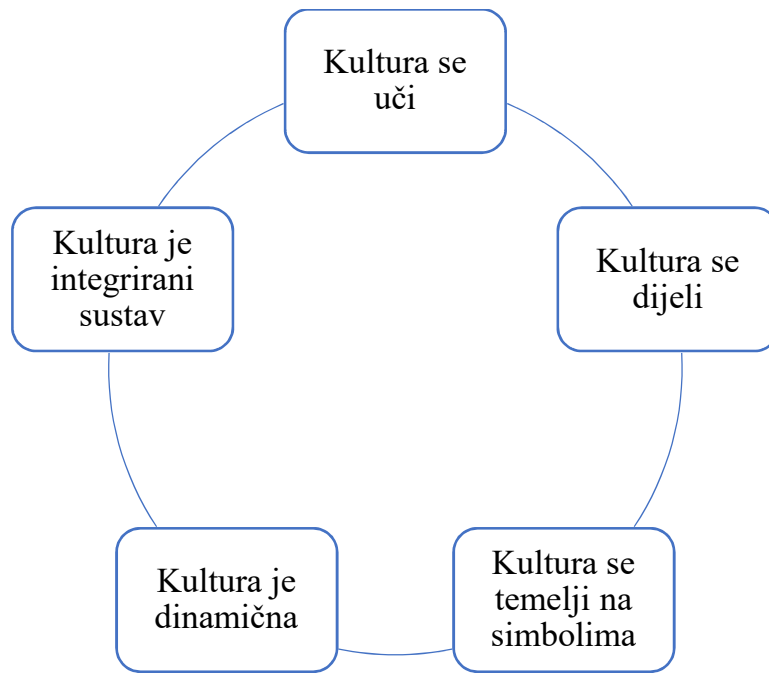 Kultura se
uči
Kultura se
dijeli
Kultura se
temelji na
simbolima
Kultura je
dinamična
Kultura je
integrirani
sustav